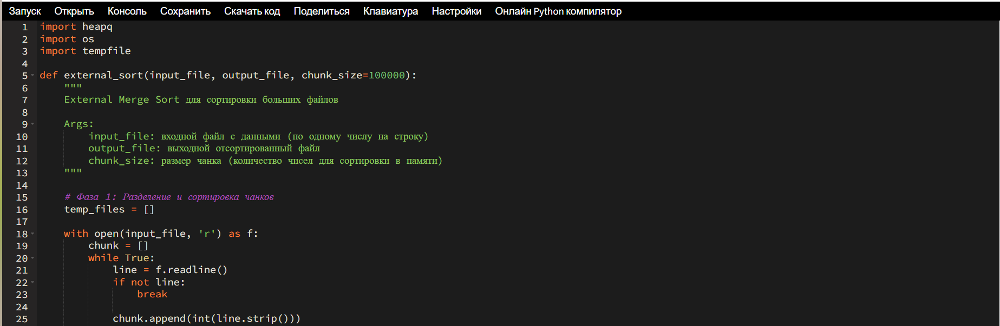 Запуск Открыть Консоль Сохранить Скачать код Поделиться Клавиатура Настройки Онлайн Python компилятор
1 import heapq
2 import os
3 import tempfile
4
5 def external_sort(input_file, output_file, chunk_size=100000):
6     """
7     External Merge Sort для сортировки больших файлов
8
9     Args:
10         input_file: входной файл с данными (по одному числу на строку)
11         output_file: выходной отсортированный файл
12         chunk_size: размер чанка (количество чисел для сортировки в памяти)
13     """
14
15     # Фаза 1: Разделение и сортировка чанков
16     temp_files = []
17
18     with open(input_file, 'r') as f:
19         chunk = []
20         while True:
21             line = f.readline()
22             if not line:
23                 break
24
25             chunk.append(int(line.strip()))